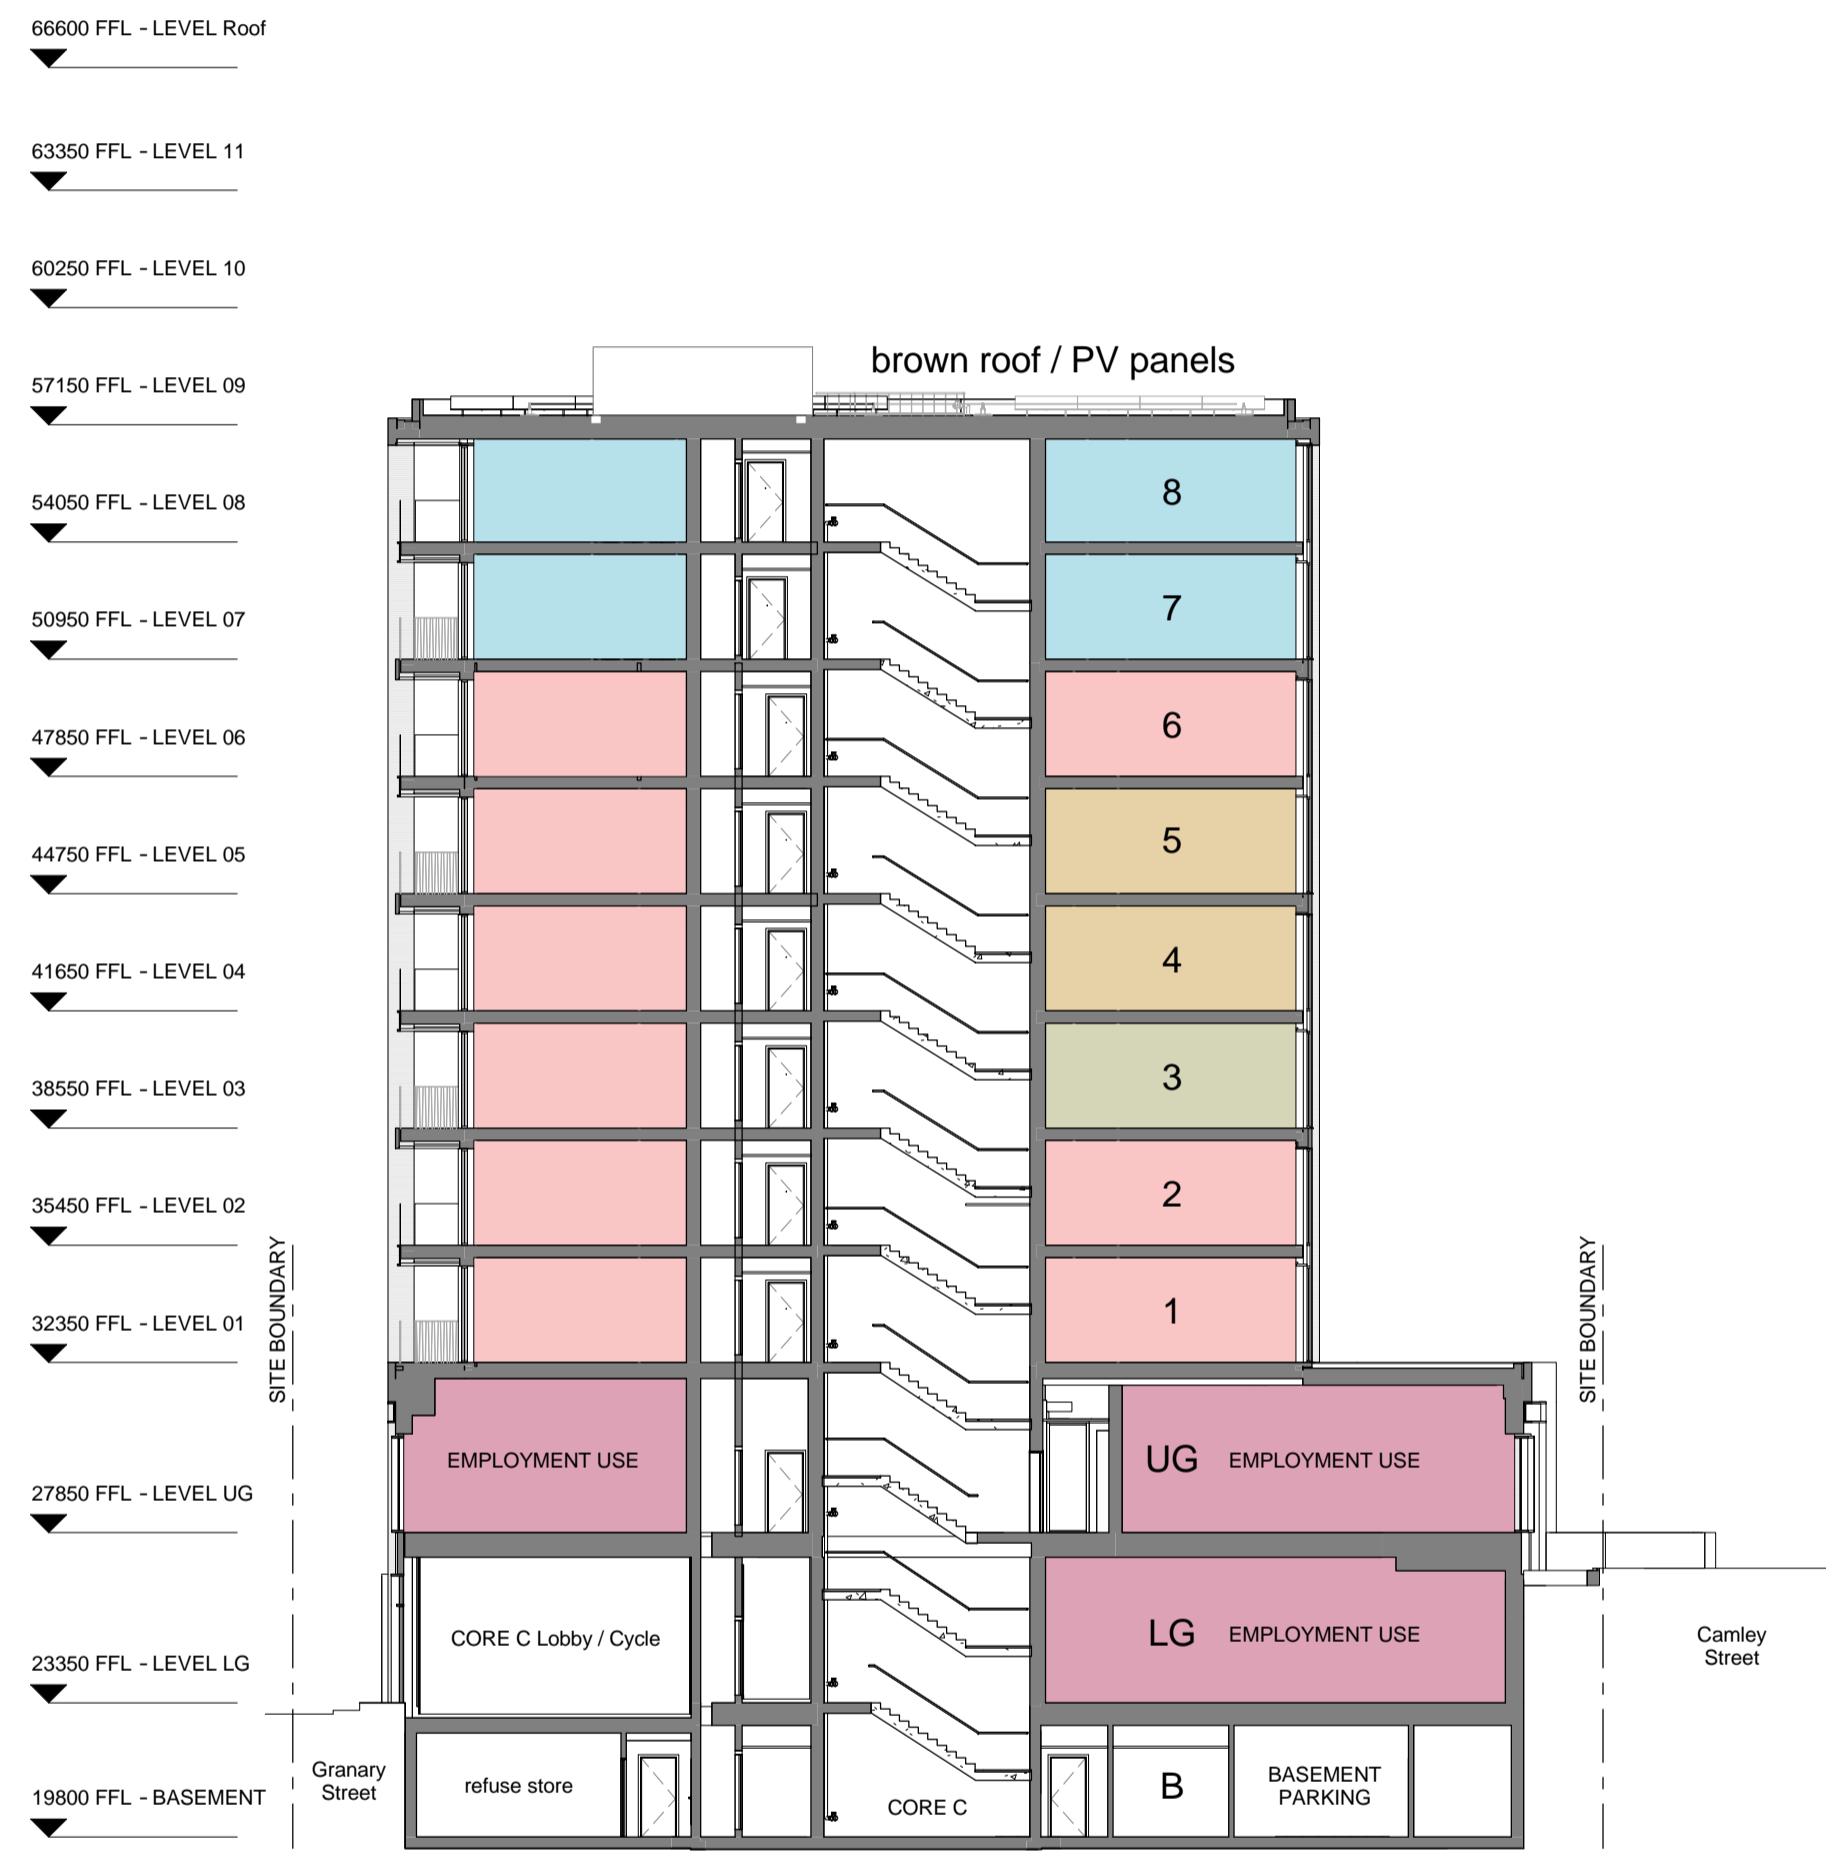 66600 FFL - LEVEL Roof
63350 FFL - LEVEL 11
60250 FFL - LEVEL 10
brown roof / PV panels
57150 FFL - LEVEL 09
8
54050 FFL - LEVEL 08
7
50950 FFL - LEVEL 07
6
47850 FFL - LEVEL 06
5
44750 FFL - LEVEL 05
4
41650 FFL - LEVEL 04
3
38550 FFL - LEVEL 03
2
35450 FFL - LEVEL 02
SITE BOUNDARY
SITE BOUNDARY
1
32350 FFL - LEVEL 01
EMPLOYMENT USE
UG EMPLOYMENT USE
27850 FFL - LEVEL UG
CORE C Lobby / Cycle
LG EMPLOYMENT USE
Camley
Street
23350 FFL - LEVEL LG
Granary
Street
refuse store
B
BASEMENT
PARKING
19800 FFL - BASEMENT
CORE C